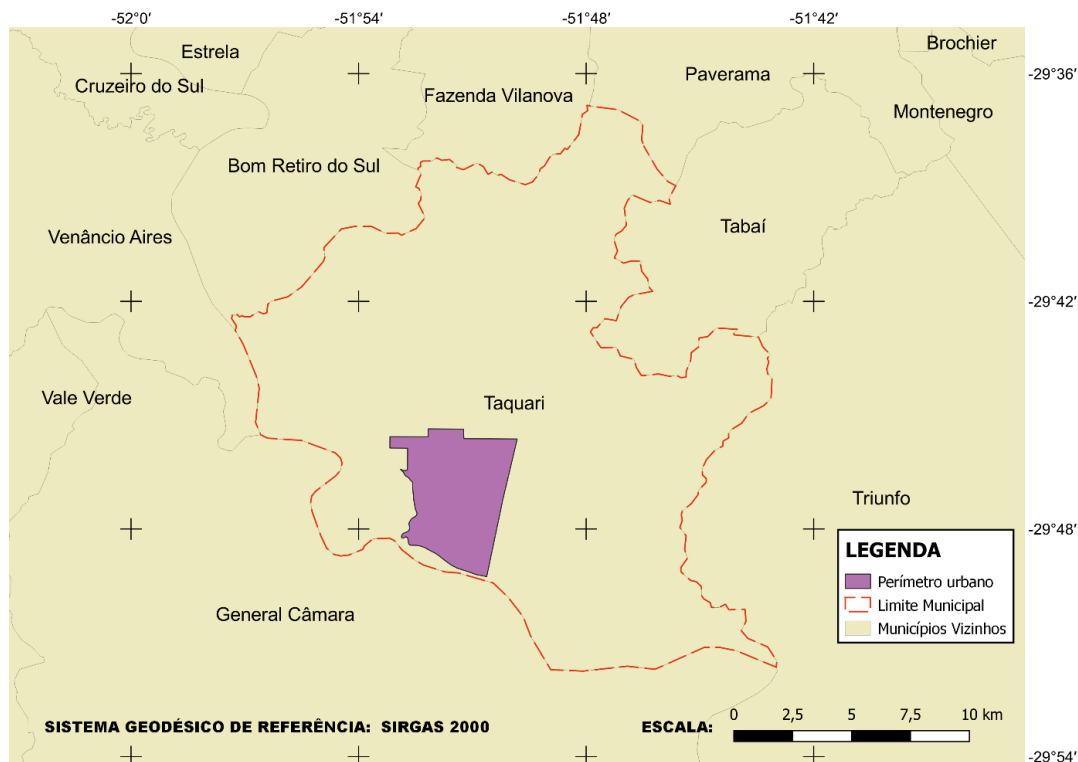 -52°0′ -51°54′ -51°48′ -51°42′
Brochier
Estrela
Paverama
-29°36′
Cruzeiro do Sul
Fazenda Vilanova
Montenegro
Bom Retiro do Sul
Tabaí
Venâncio Aires
-29°42′
Vale Verde
Taquari
Triunfo
-29°48′
LEGENDA
Perímetro urbano
Limite Municipal
Municípios Vizinhos
General Câmara
SISTEMA GEODÉSICO DE REFERÊNCIA: SIRGAS 2000
ESCALA:
0 2,5 5 7,5 10 km
-29°54′